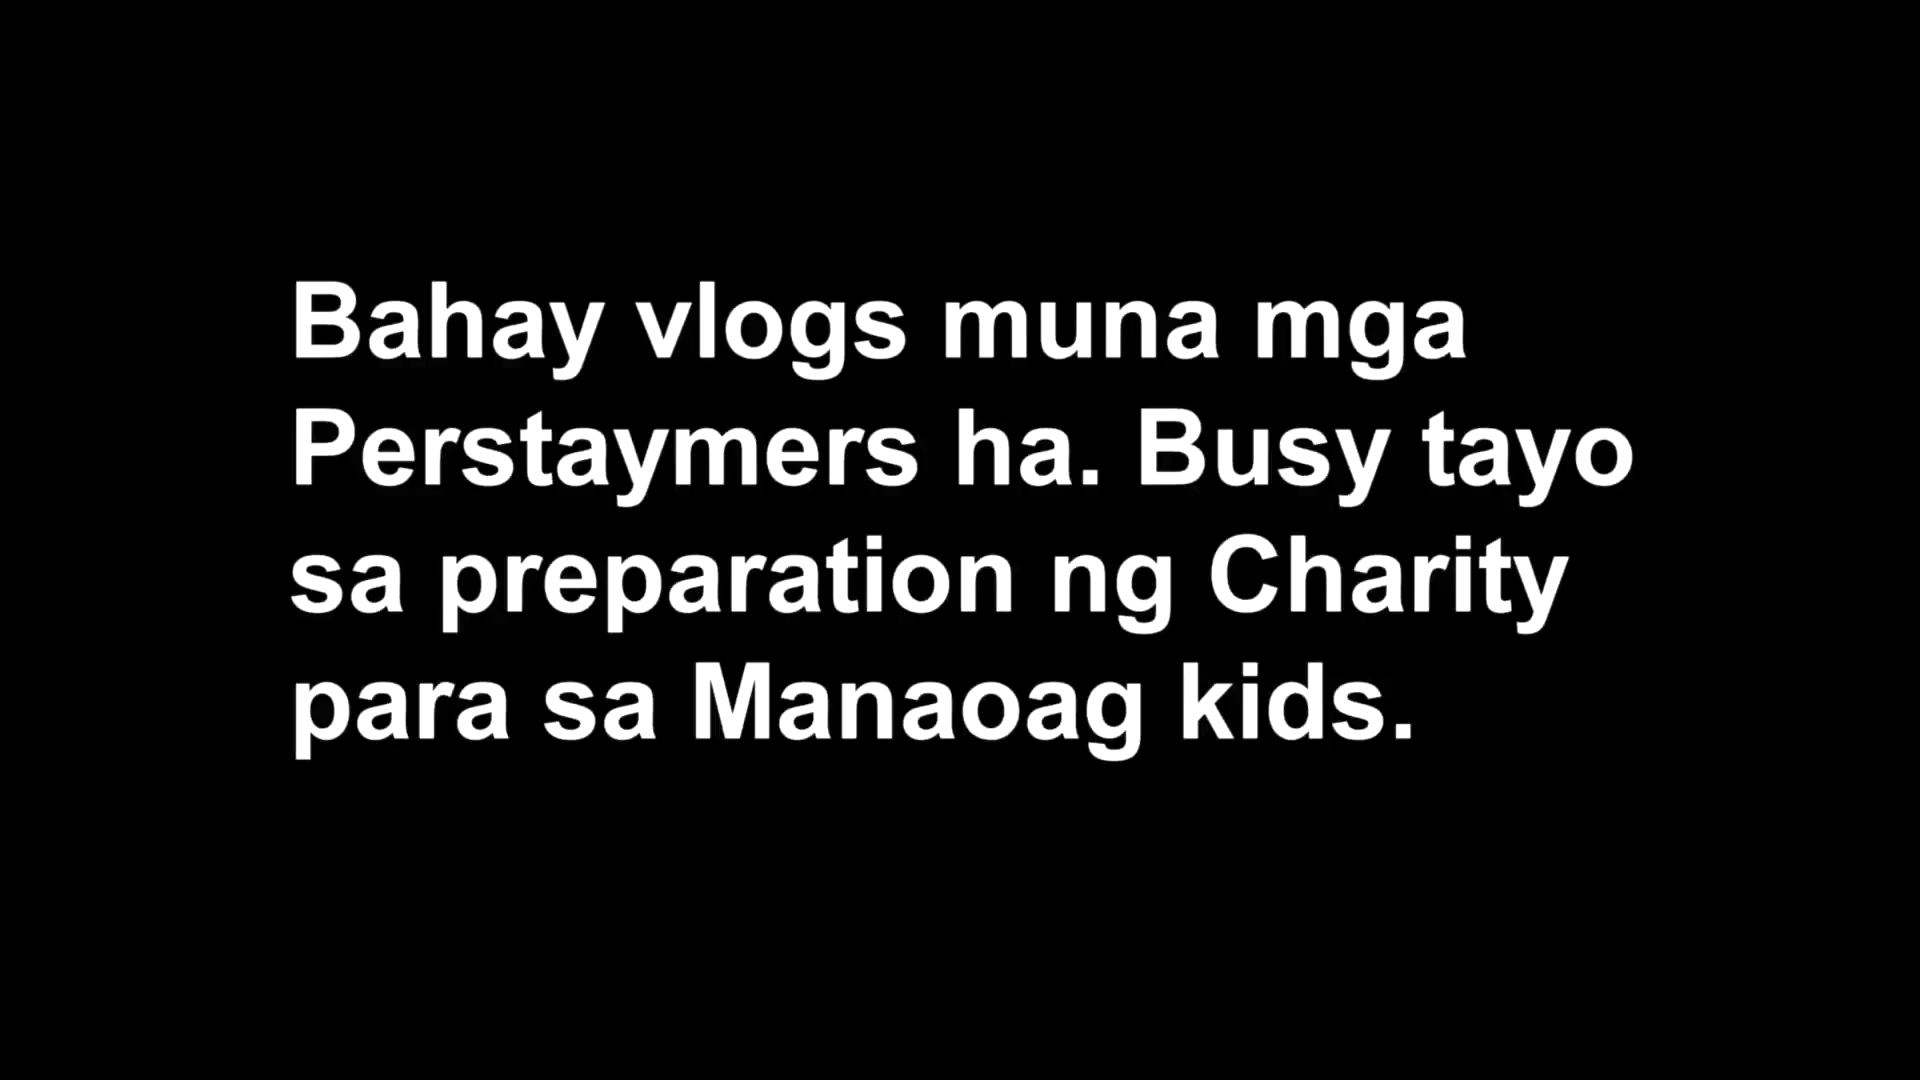 Bahay vlogs muna mga
Perstaymers ha. Busy tayo
sa preparation ng Charity
para sa Manaoag kids.